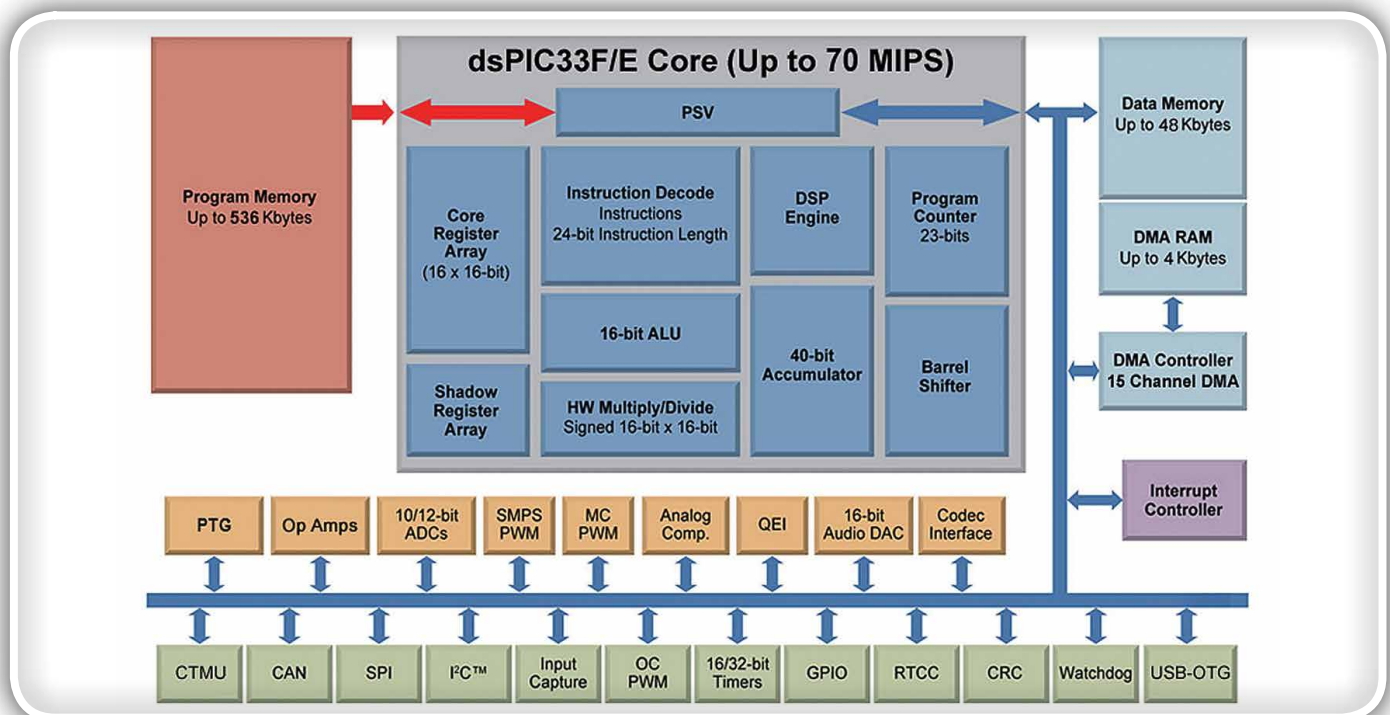 dsPIC33F/E Core (Up to 70 MIPS)
Program Memory
Up to 536 Kbytes
PSV
Core
Register
Array
(16 x 16-bit)
Instruction Decode
Instructions
24-bit Instruction Length
DSP
Engine
Program
Counter
23-bits
16-bit ALU
40-bit
Accumulator
Barrel
Shifter
Shadow
Register
Array
HW Multiply/Divide
Signed 16-bit x 16-bit
Data Memory
Up to 48 Kbytes
DMA RAM
Up to 4 Kbytes
DMA Controller
15 Channel DMA
Interrupt
Controller
PTG
Op Amps
10/12-bit
ADCs
SMPS
PWM
MC
PWM
Analog
Comp.
QEI
16-bit
Audio DAC
Codec
Interface
CTMU
CAN
SPI
I²C™
Input
Capture
OC
PWM
16/32-bit
Timers
GPIO
RTCC
CRC
Watchdog
USB-OTG